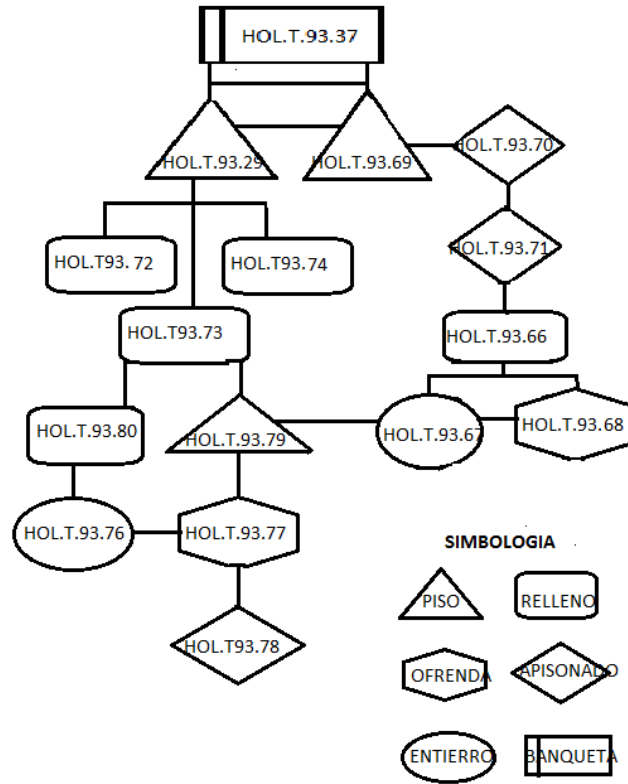 HOL.T.93.37
HOL.T.93.29
HOL.T.93.69
HOL.T.93.70
HOL.T.93.71
HOL.T93. 72
HOL.T93.74
HOL.T93.73
HOL.T.93.66
HOL.T.93.80
HOL.T.93.79
HOL.T.93.67
HOL.T.93.68
HOL.T.93.76
HOL.T.93.77
HOL.T93.78
SIMBOLOGIA
PISO
RELLENO
OFRENDA
APISONADO
ENTIERRO
BANQUETA